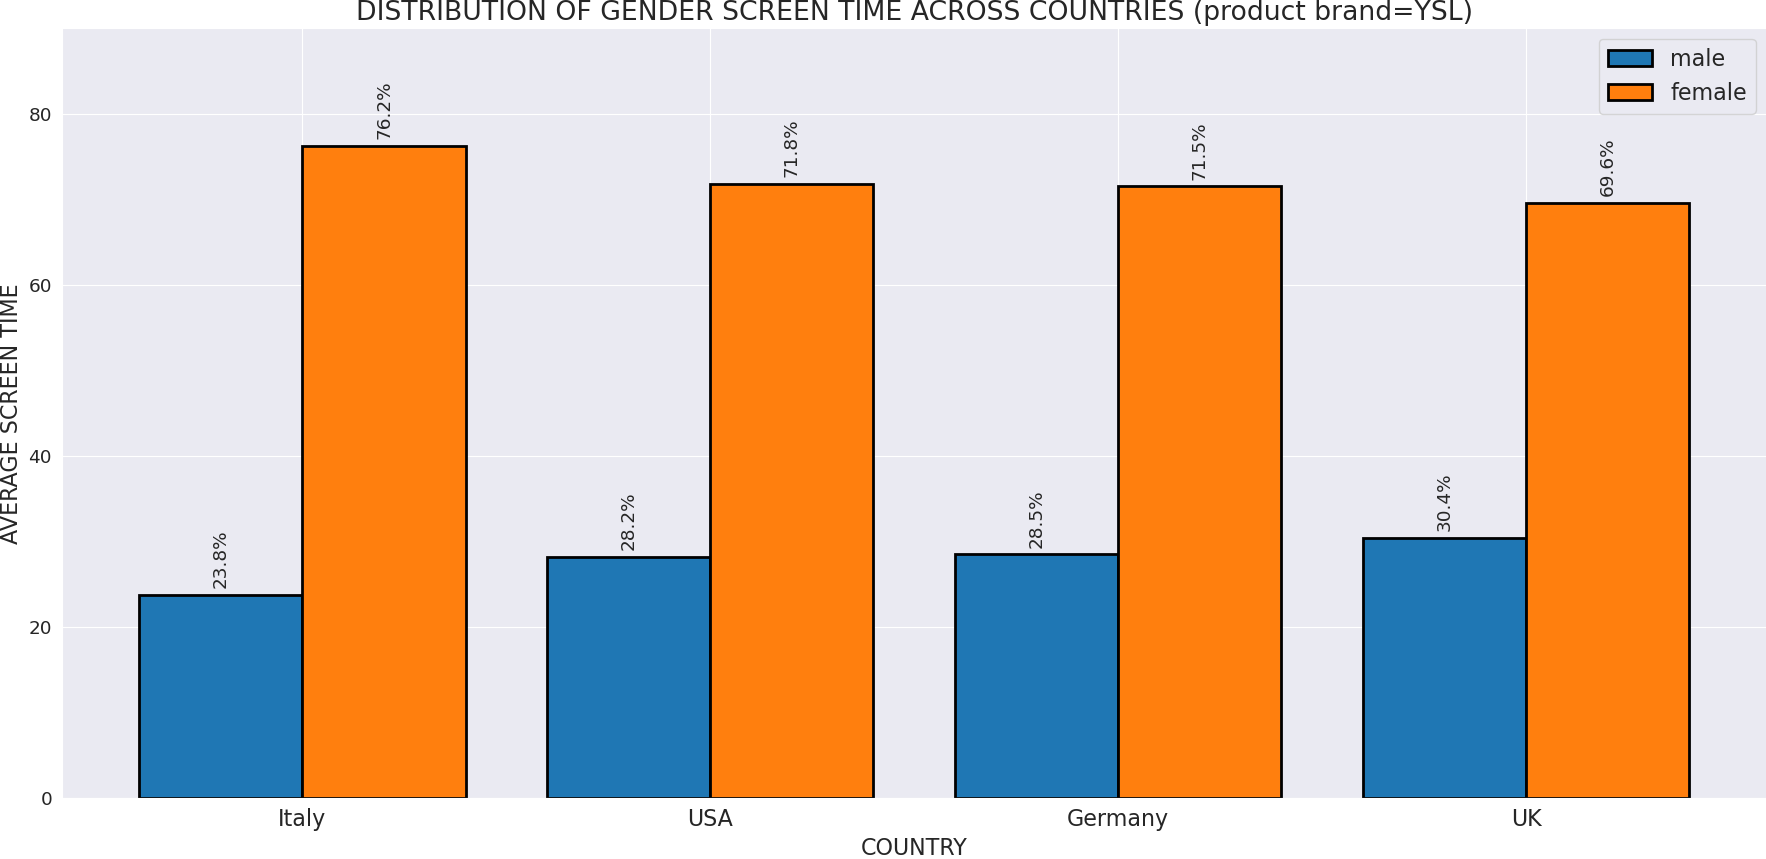 DISTRIBUTION OF GENDER SCREEN TIME ACROSS COUNTRIES (product brand=YSL)
male
female
AVERAGE SCREEN TIME
80
60
40
20
0
23.8%
76.2%
28.2%
71.8%
28.5%
71.5%
30.4%
69.6%
Italy
USA
Germany
UK
COUNTRY